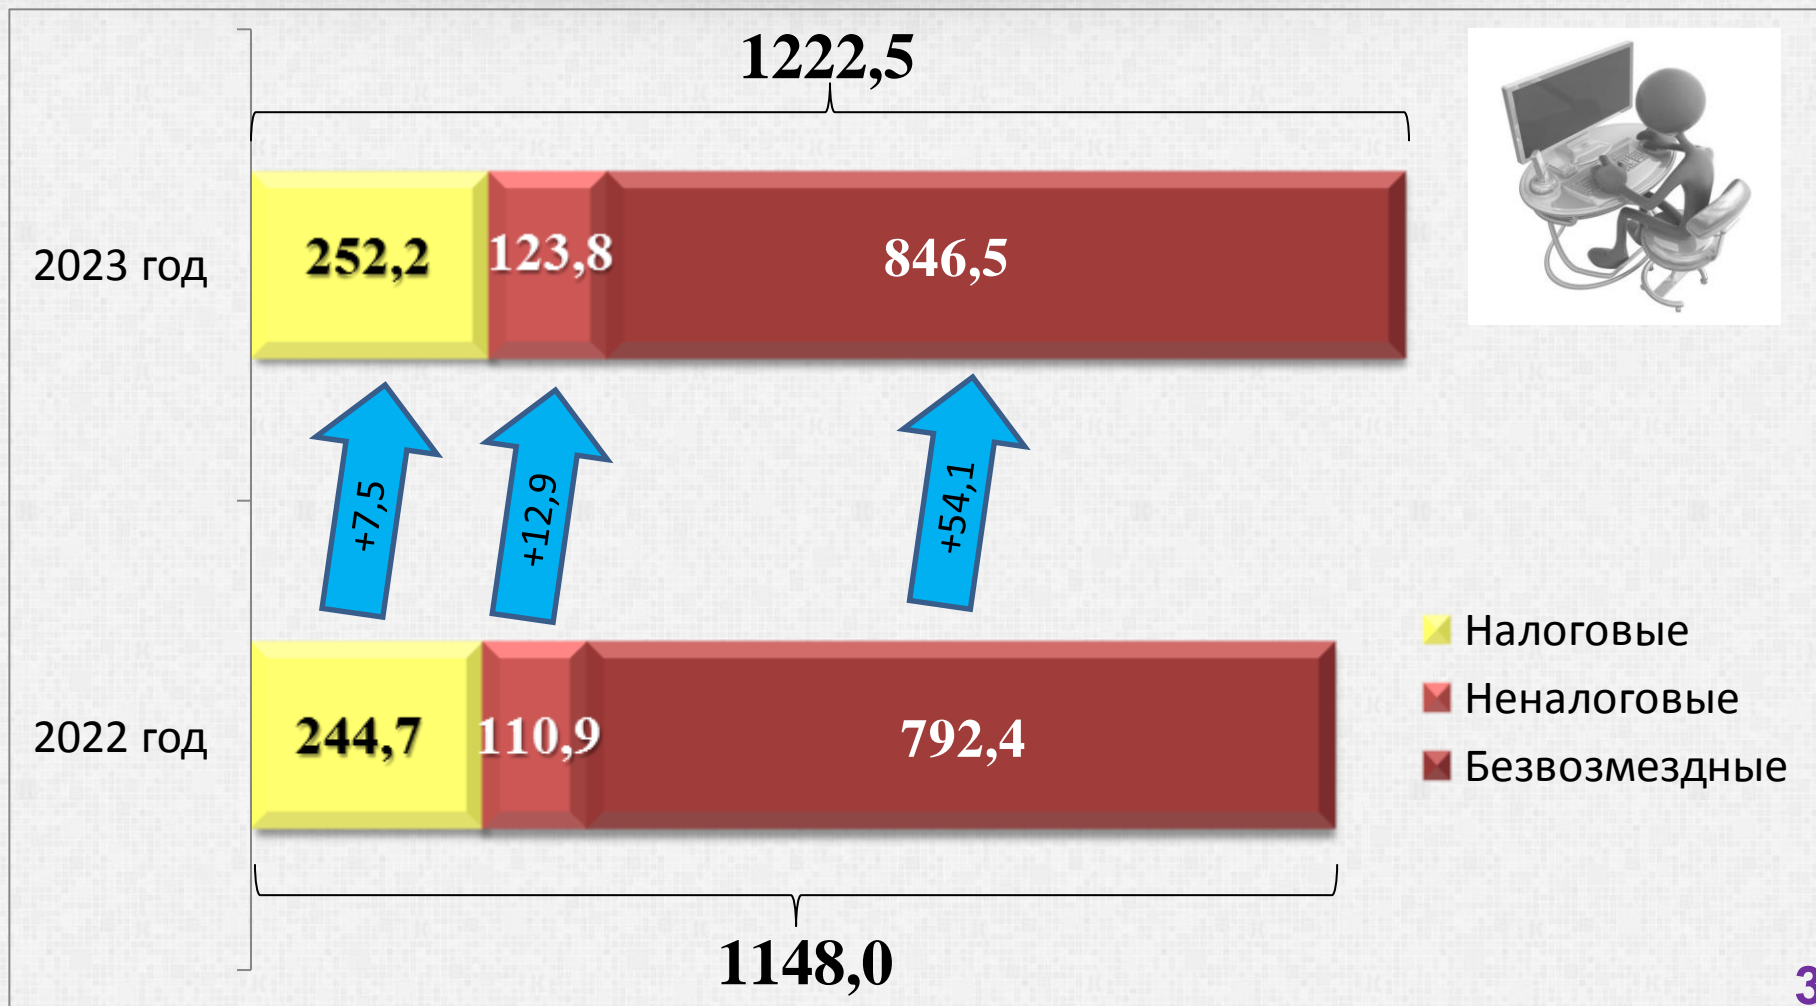 1222,5
2023 год
252,2
123,8
846,5
+7,5
+12,9
+54,1
2022 год
244,7
110,9
792,4
Налоговые
Неналоговые
Безвозмездные
1148,0
3